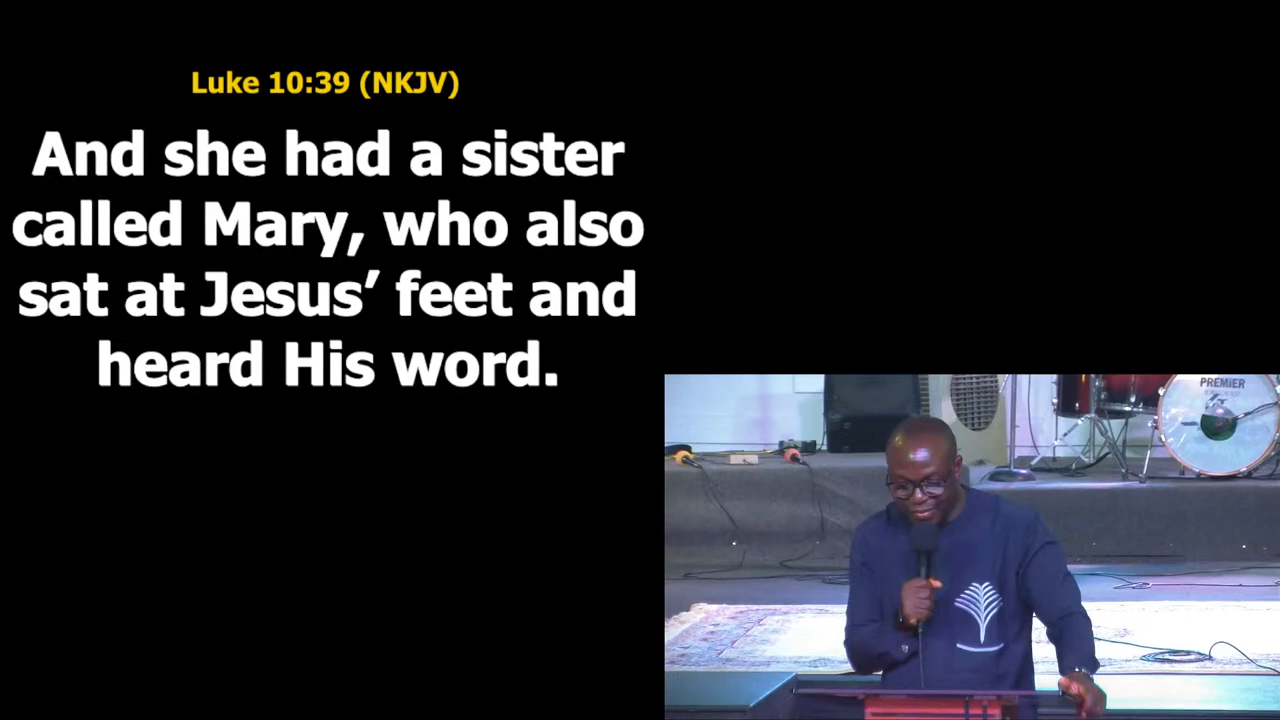 Luke 10:39 (NKJV)
And she had a sister
called Mary, who also
sat at Jesus’ feet and
heard His word.
PREMIER